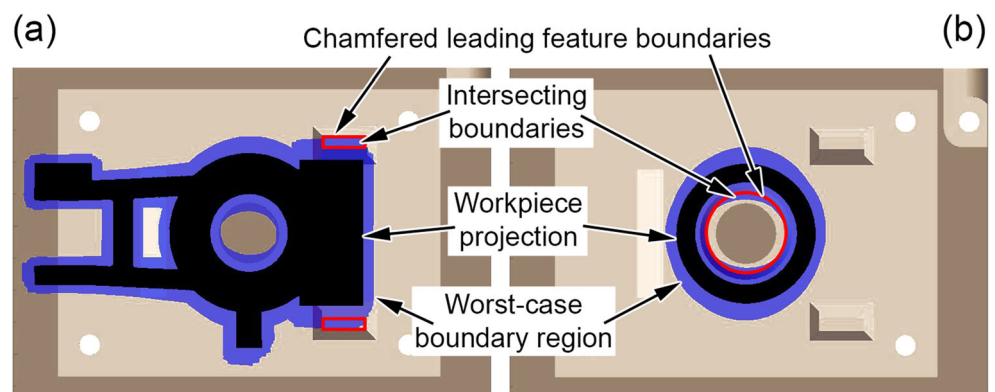 (a)
(b)
Chamfered leading feature boundaries
Intersecting
boundaries
Workpiece
projection
Worst-case
boundary region